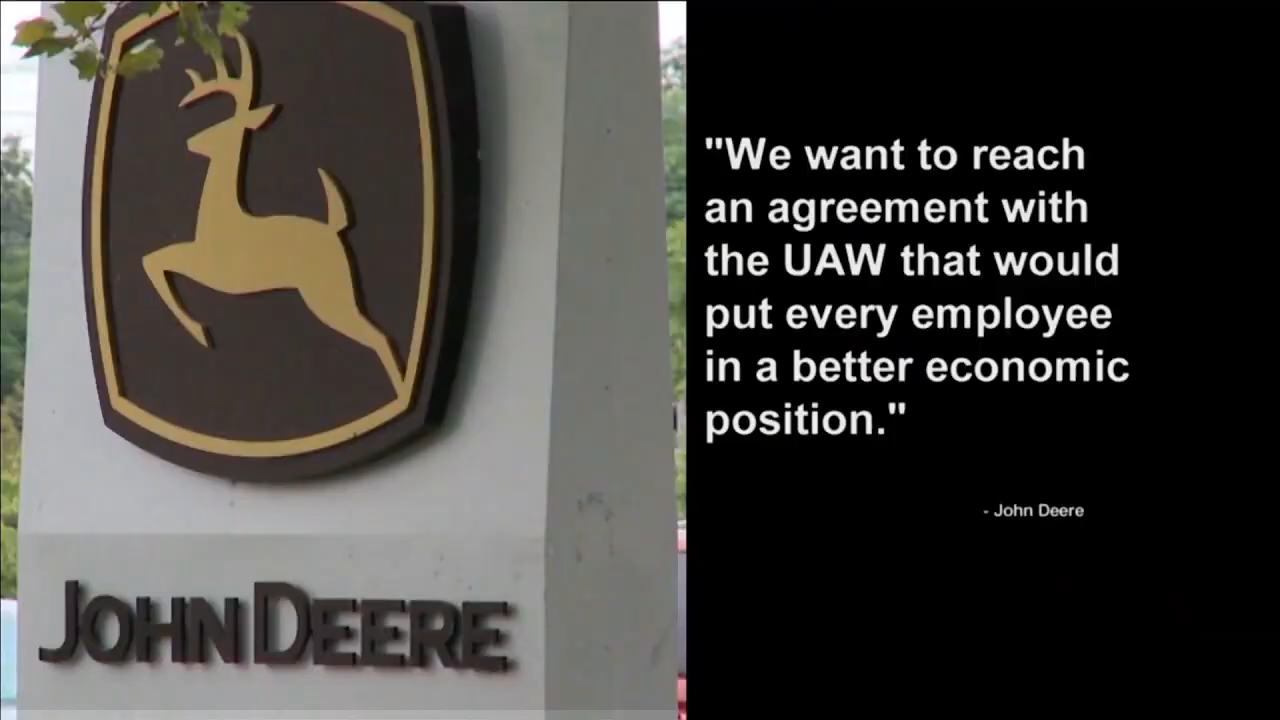 JOHN DEERE
"We want to reach
an agreement with
the UAW that would
put every employee
in a better economic
position."
- John Deere